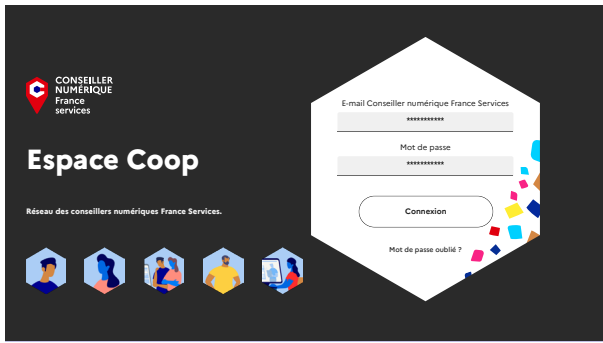 CONSEILLER
NUMÉRIQUE
France
services
Espace Coop
Réseau des conseillers numériques France Services.
E-mail Conseiller numérique France Services
***********
Mot de passe
***********
Connexion
Mot de passe oublié ?